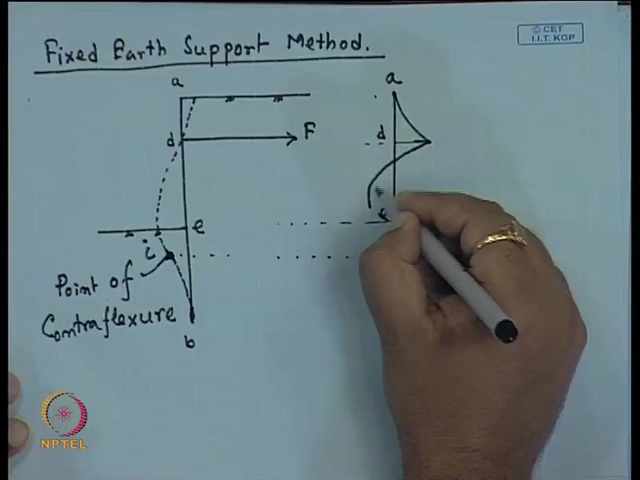 Fixed Earth Support Method.
© CET
I.I.T. KGP
a
a
d
F
d
e
e
i
Point of
Contraflexure
b
NPTEL